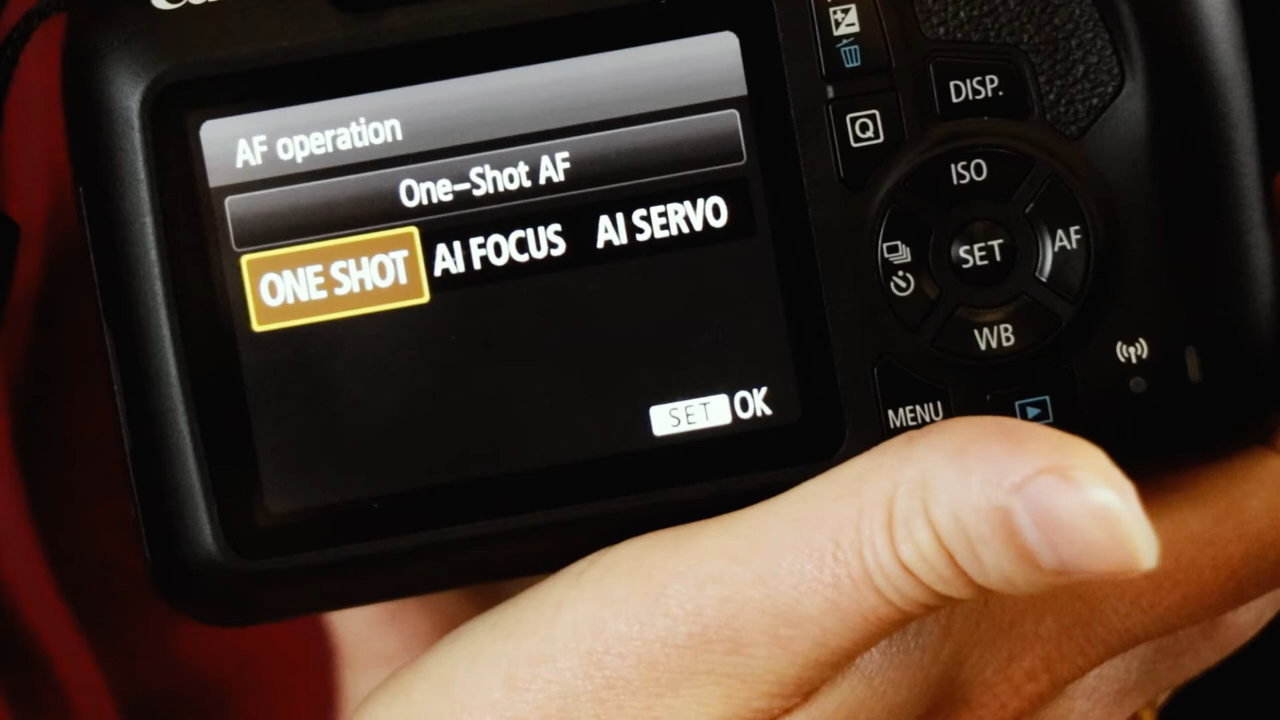 AF operation
One-Shot AF
ONE SHOT AI FOCUS AI SERVO
SET OK
Q
DISP.
ISO
SET
AF
WB
MENU